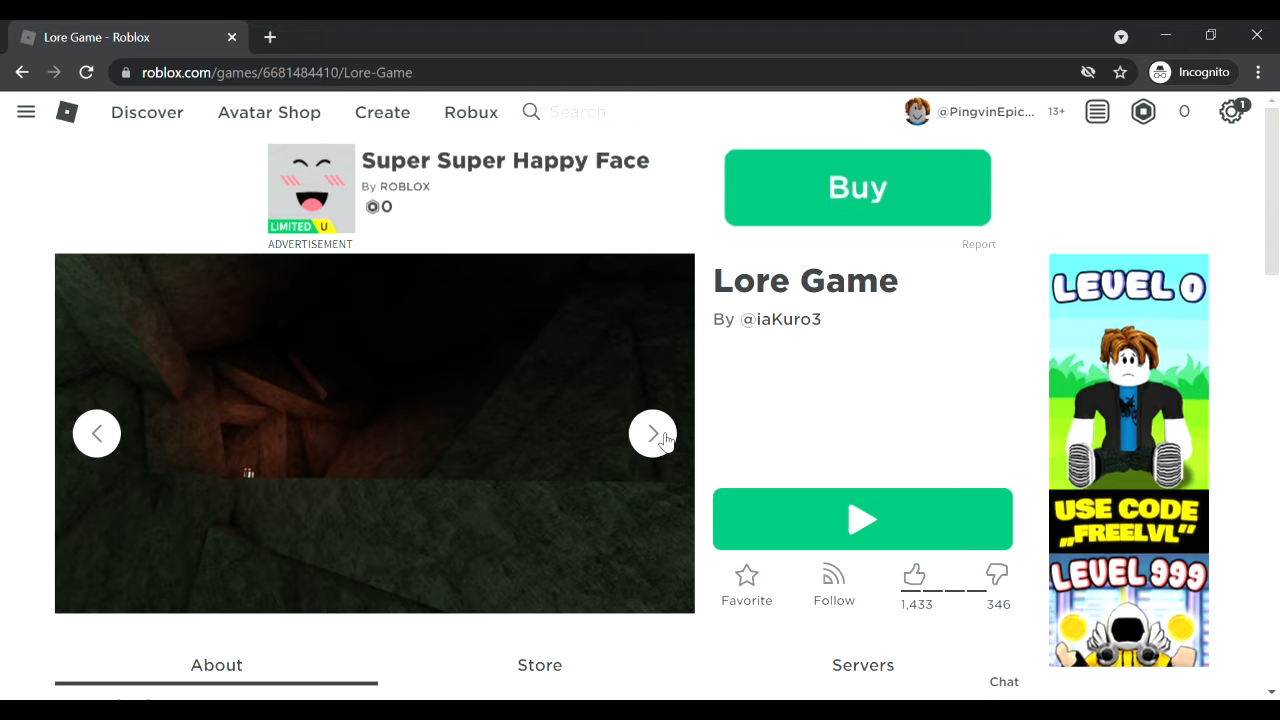 Lore Game - Roblox
roblox.com/games/6681484410/Lore-Game
Incognito
Discover
Avatar Shop
Create
Robux
Search
@PingvinEpic...
13+
0
1
Super Super Happy Face
By ROBLOX
0
LIMITED U
Buy
ADVERTISEMENT
Report
Lore Game
By @iaKuro3
Favorite
Follow
1,433
346
LEVEL 0
USE CODE
„FREELVL”
LEVEL 999
About
Store
Servers
Chat